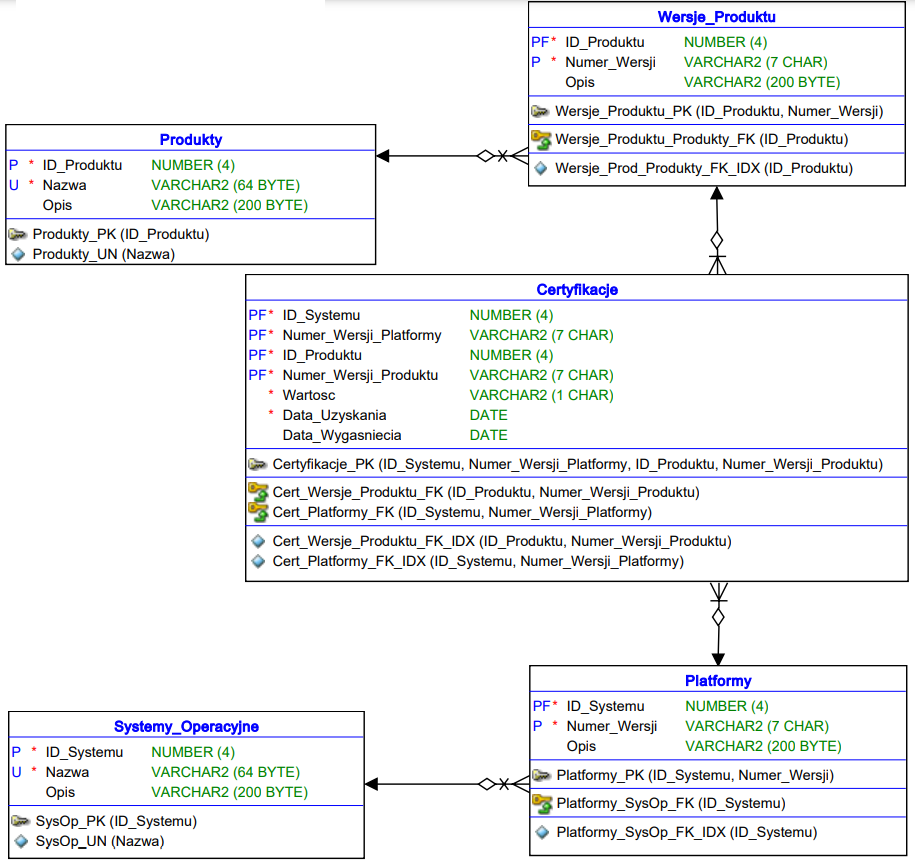 Wersje_Produktu
PF* ID_Produktu NUMBER (4)
P * Numer_Wersji VARCHAR2 (7 CHAR)
Opis VARCHAR2 (200 BYTE)
Wersje_Produktu_PK (ID_Produktu, Numer_Wersji)
Wersje_Produktu_Produkty_FK (ID_Produktu)
Wersje_Prod_Produkty_FK_IDX (ID_Produktu)
Produkty
P * ID_Produktu NUMBER (4)
U * Nazwa VARCHAR2 (64 BYTE)
Opis VARCHAR2 (200 BYTE)
Produkty_PK (ID_Produktu)
Produkty_UN (Nazwa)
Certyfikacje
PF* ID_Systemu NUMBER (4)
PF* Numer_Wersji_Platformy VARCHAR2 (7 CHAR)
PF* ID_Produktu NUMBER (4)
PF* Numer_Wersji_Produktu VARCHAR2 (7 CHAR)
* Wartosc VARCHAR2 (1 CHAR)
* Data_Uzyskania DATE
Data_Wygasniecia DATE
Certyfikacje_PK (ID_Systemu, Numer_Wersji_Platformy, ID_Produktu, Numer_Wersji_Produktu)
Cert_Wersje_Produktu_FK (ID_Produktu, Numer_Wersji_Produktu)
Cert_Platformy_FK (ID_Systemu, Numer_Wersji_Platformy)
Cert_Wersje_Produktu_FK_IDX (ID_Produktu, Numer_Wersji_Produktu)
Cert_Platformy_FK_IDX (ID_Systemu, Numer_Wersji_Platformy)
Platformy
PF* ID_Systemu NUMBER (4)
P * Numer_Wersji VARCHAR2 (7 CHAR)
Opis VARCHAR2 (200 BYTE)
Platformy_PK (ID_Systemu, Numer_Wersji)
Platformy_SysOp_FK (ID_Systemu)
Platformy_SysOp_FK_IDX (ID_Systemu)
Systemy_Operacyjne
P * ID_Systemu NUMBER (4)
U * Nazwa VARCHAR2 (64 BYTE)
Opis VARCHAR2 (200 BYTE)
SysOp_PK (ID_Systemu)
SysOp_UN (Nazwa)